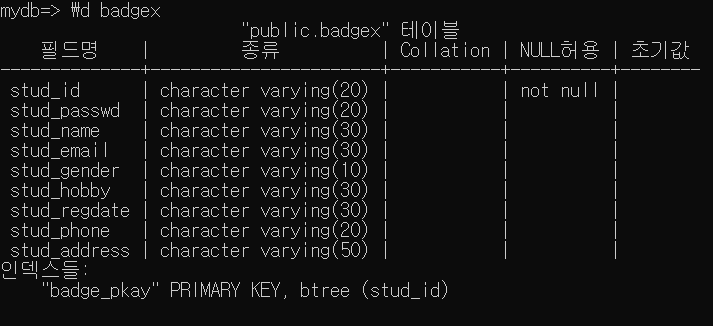 mydb=> ₩d badgex
"public.badgex" 테이블
필드명 | 종류 | Collation | NULL허용 | 초기값
--------------+-----------------------+-----------+----------+--------
stud_id | character varying(20) | | not null |
stud_passwd | character varying(20) | | |
stud_name | character varying(30) | | |
stud_email | character varying(30) | | |
stud_gender | character varying(10) | | |
stud_hobby | character varying(30) | | |
stud_regdate | character varying(30) | | |
stud_phone | character varying(20) | | |
stud_address | character varying(50) | | |
인덱스들:
"badge_pkay" PRIMARY KEY, btree (stud_id)